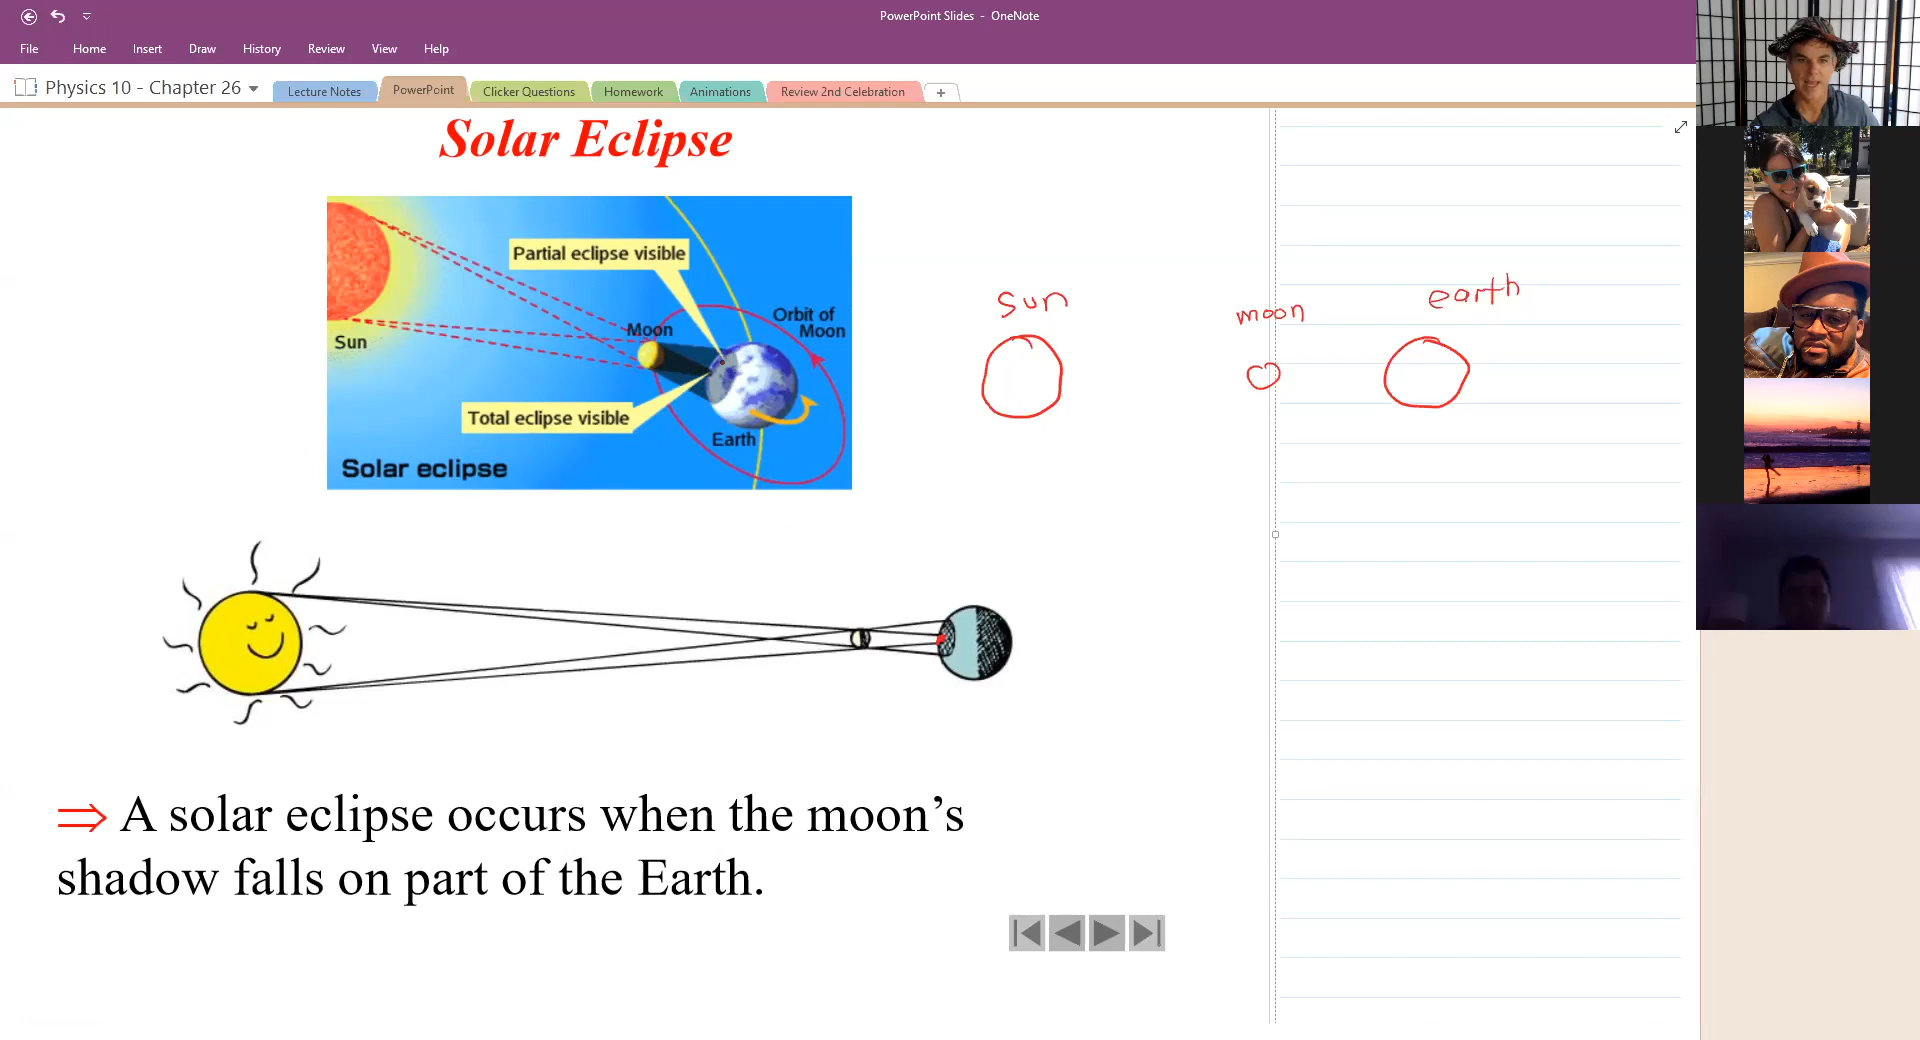 PowerPoint Slides - OneNote
File Home Insert Draw History Review View Help
Physics 10 - Chapter 26
Lecture Notes PowerPoint Clicker Questions Homework Animations Review 2nd Celebration +
Solar Eclipse
Partial eclipse visible
Orbit of
Moon
Moon
Sun
Total eclipse visible
Earth
Solar eclipse
sun
moon
earth
⇒ A solar eclipse occurs when the moon’s
shadow falls on part of the Earth.